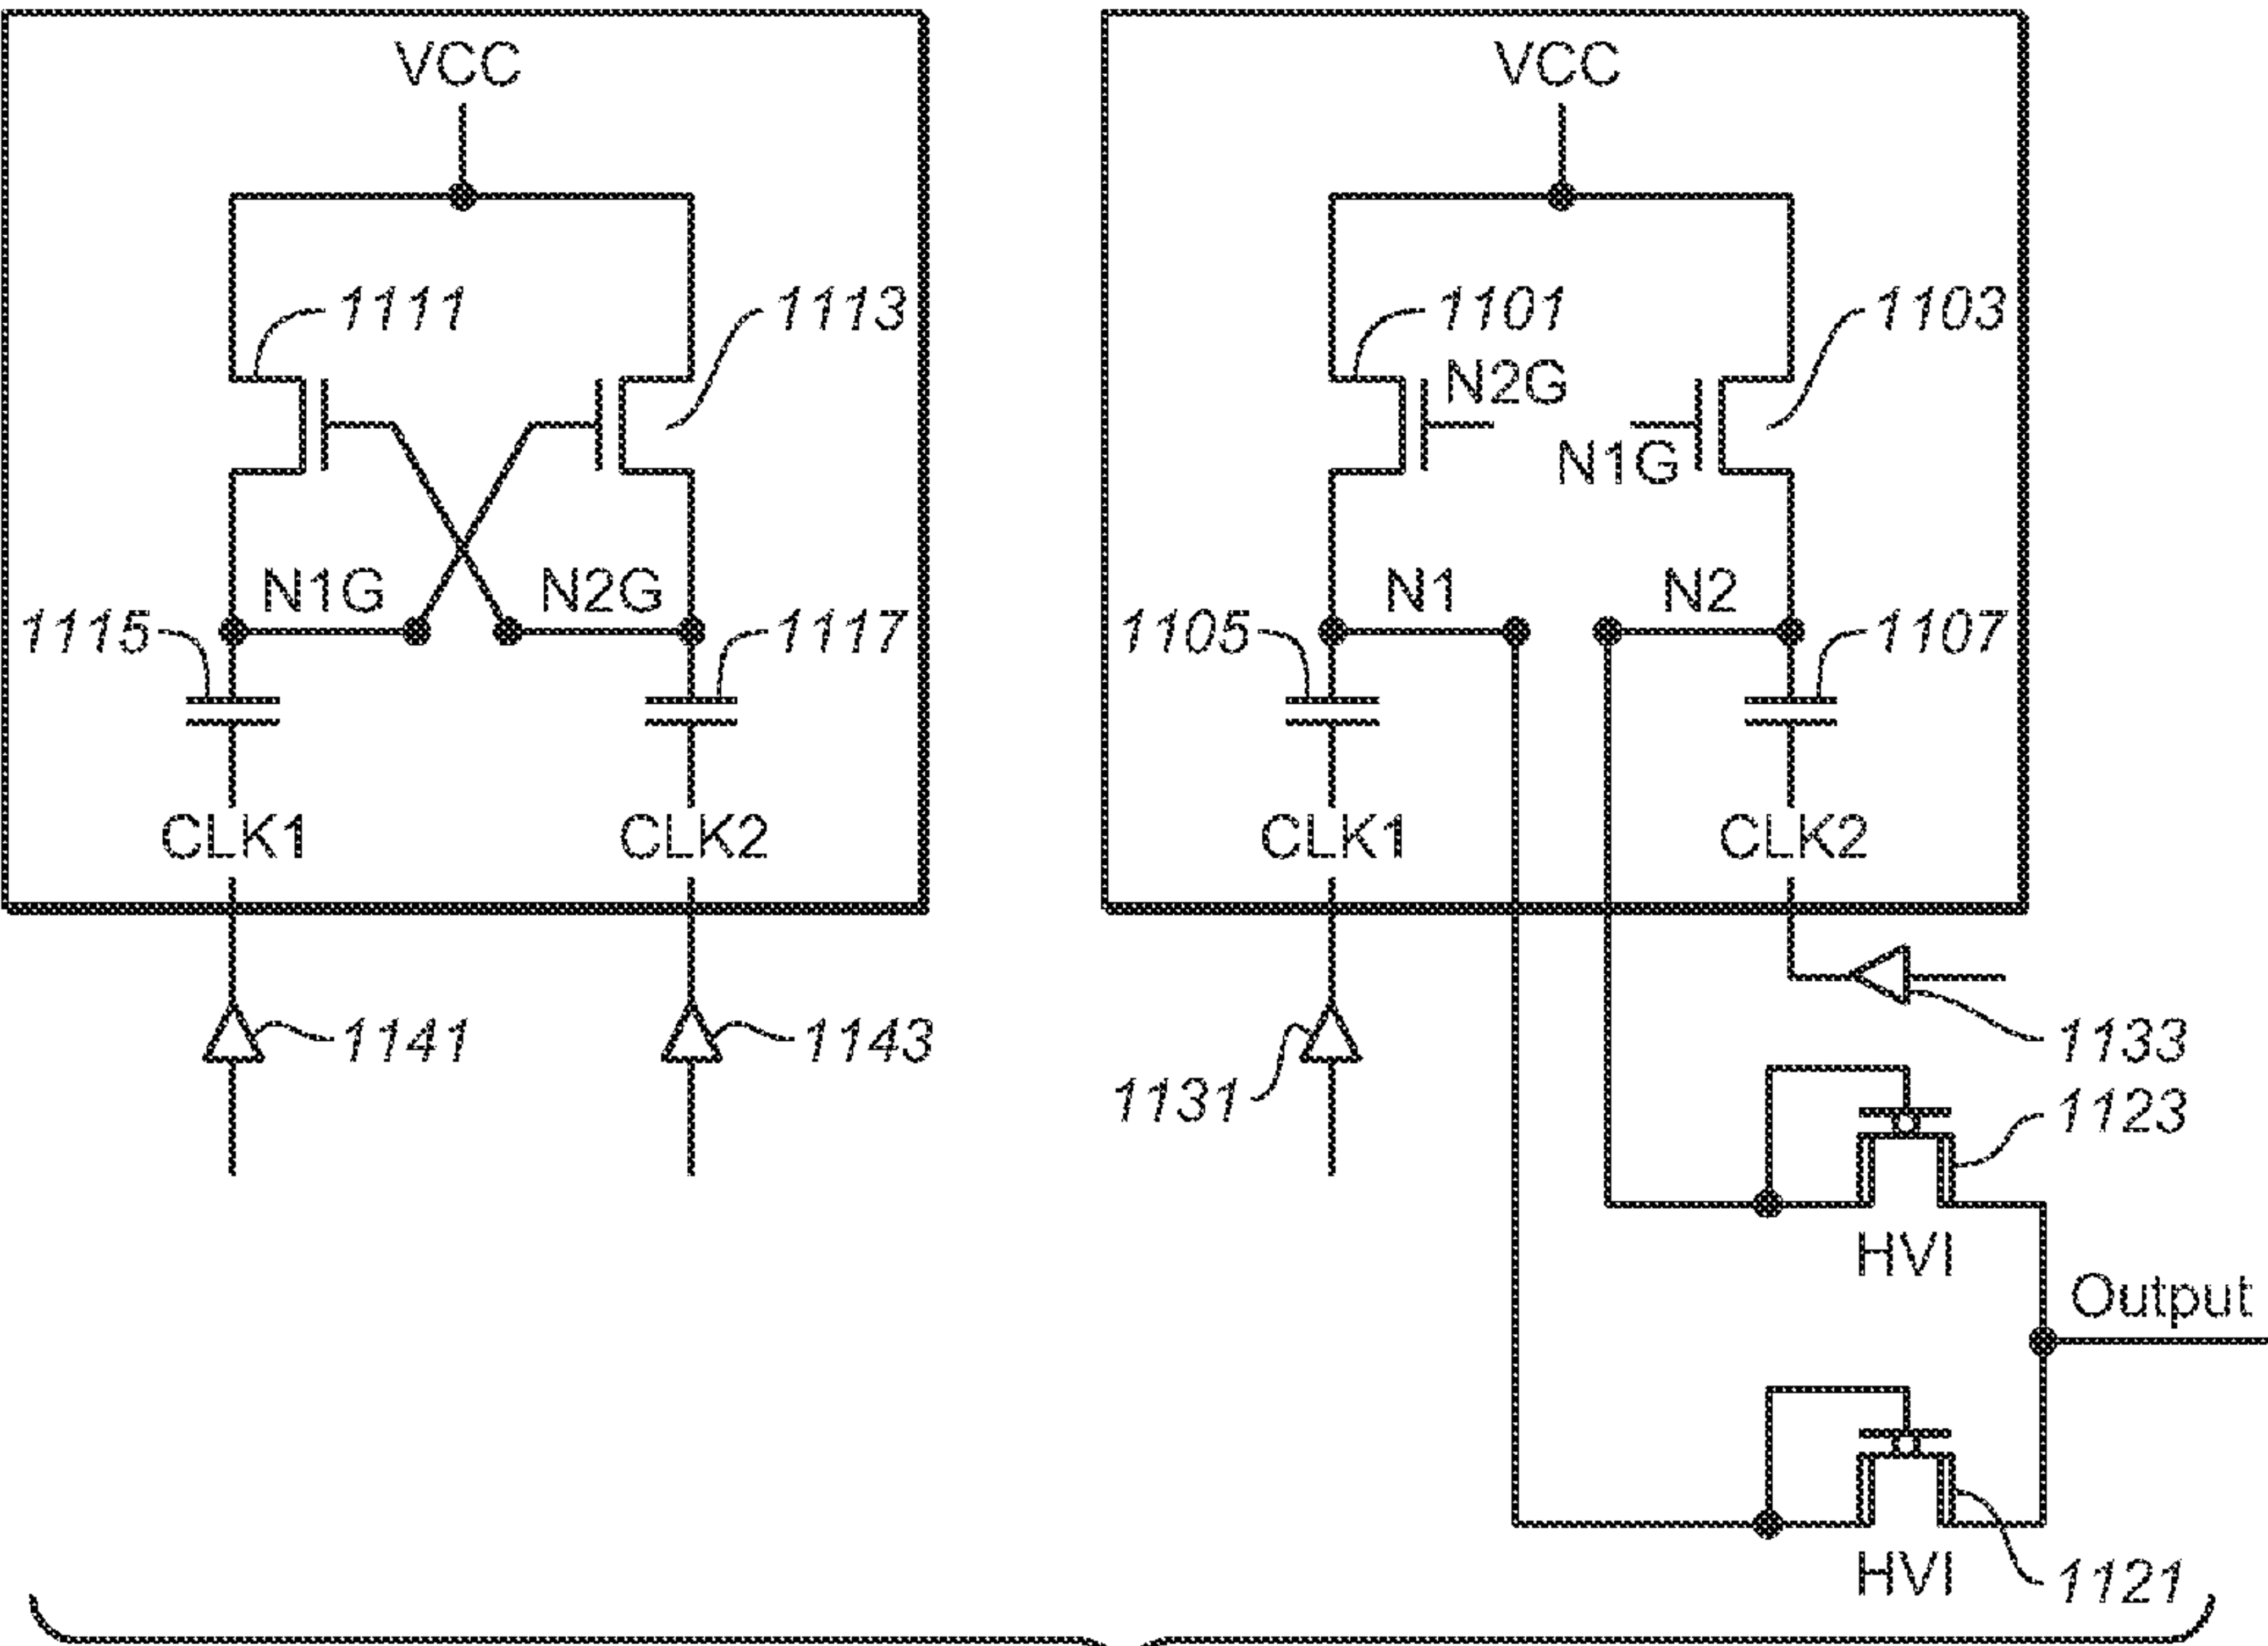 VCC
1111
1113
N1G
N2G
1115
1117
CLK1
CLK2
1141
1143
VCC
1101
1103
N2G
N1G
N1
N2
1105
1107
CLK1
CLK2
1131
1133
1123
HVI
Output
HVI
1121